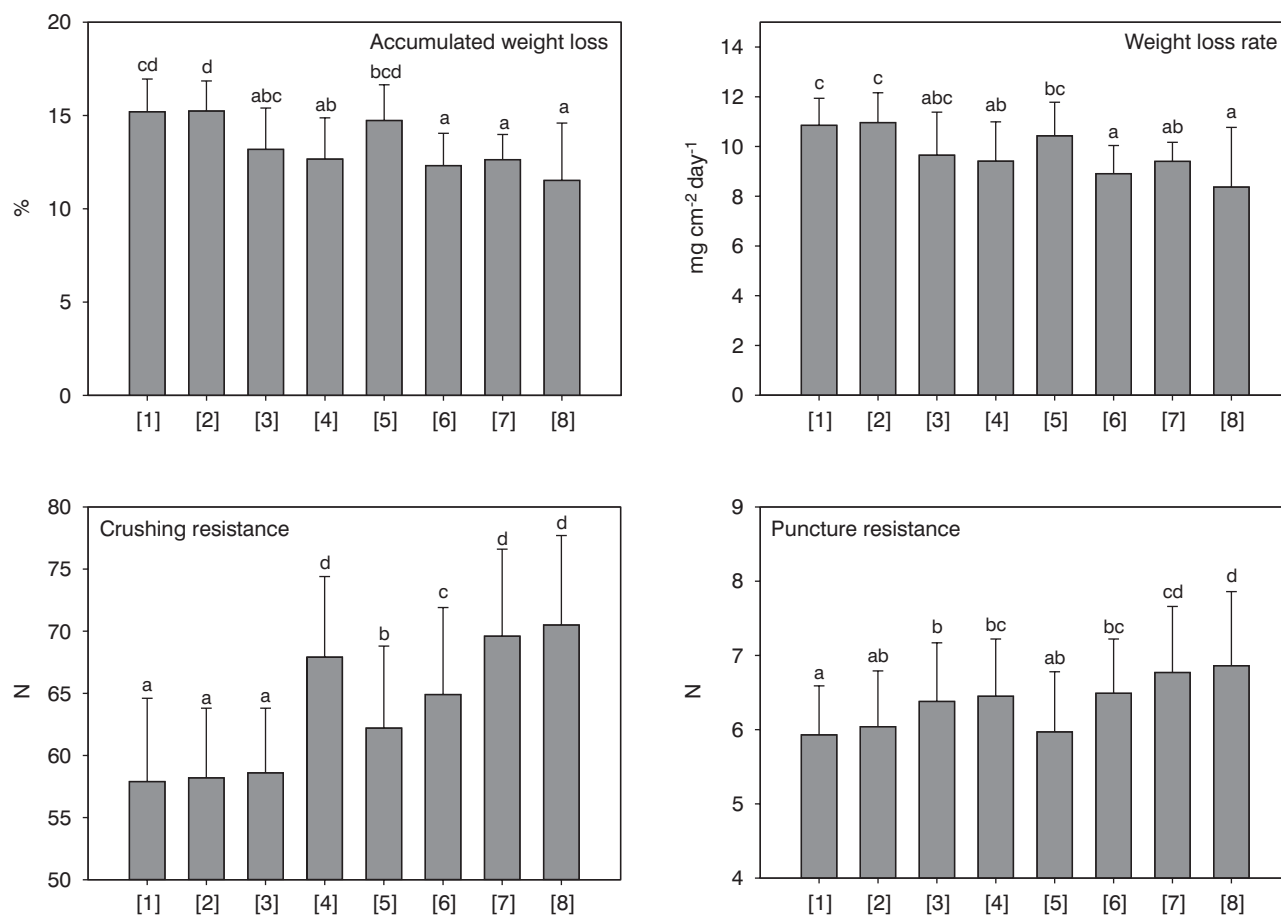 Accumulated weight loss
%
20
15
10
5
0
cd d abc ab bcd a a a
[1] [2] [3] [4] [5] [6] [7] [8]
Weight loss rate
mg cm⁻² day⁻¹
14
12
10
8
6
4
2
0
c c abc ab bc a ab a
[1] [2] [3] [4] [5] [6] [7] [8]
Crushing resistance
N
80
75
70
65
60
55
50
a a a d b c d d
[1] [2] [3] [4] [5] [6] [7] [8]
Puncture resistance
N
9
8
7
6
5
4
a ab b bc ab bc cd d
[1] [2] [3] [4] [5] [6] [7] [8]